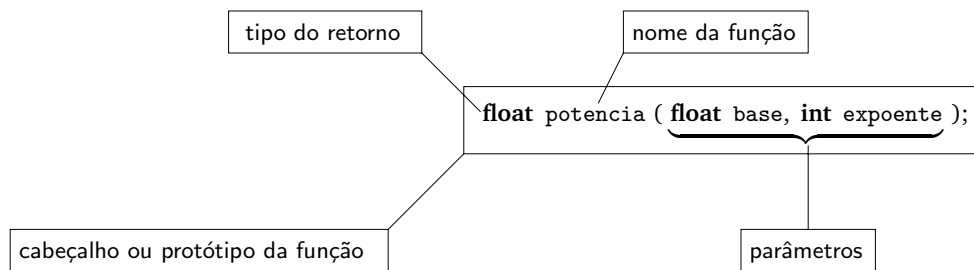 tipo do retorno
nome da função
float potencia ( float base, int expoente );
cabeçalho ou protótipo da função
parâmetros